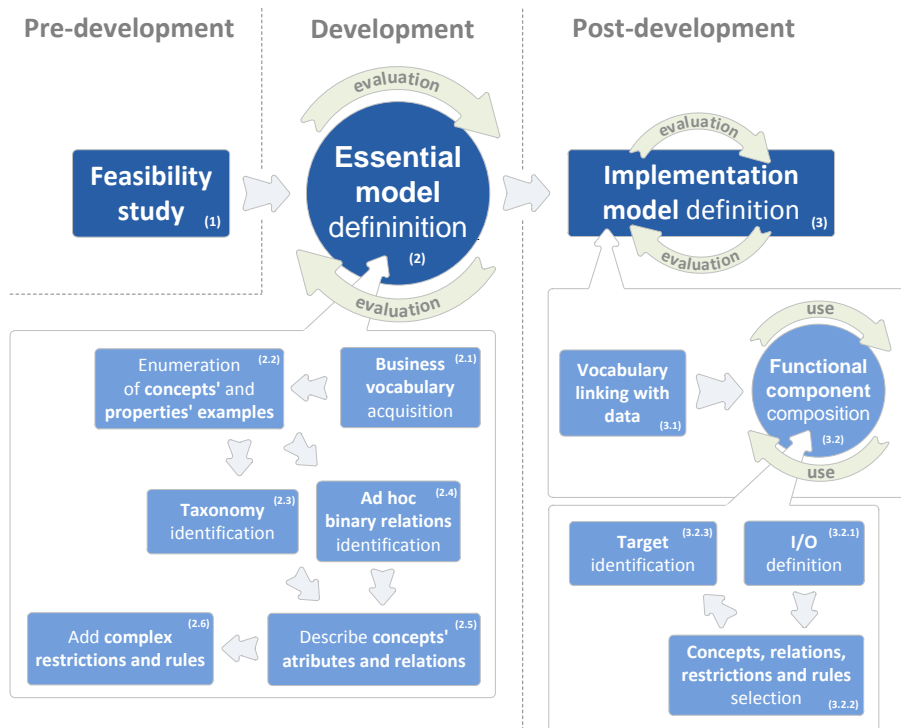 Pre-development
Development
Post-development
evaluation
Feasibility
study
(1)
Essential
model
defininition
(2)
evaluation
evaluation
Implementation
model definition
(3)
evaluation
Enumeration (2.2)
of concepts' and
properties' examples
Business (2.1)
vocabulary
acquisition
Taxonomy (2.3)
identification
Ad hoc (2.4)
binary relations
identification
Add complex (2.6)
restrictions and rules
Describe concepts' (2.5)
atributes and relations
Vocabulary
linking with
data
(3.1)
use
Functional
component
composition
(3.2)
use
Target (3.2.3)
identification
I/O (3.2.1)
definition
Concepts, relations,
restrictions and rules
selection (3.2.2)